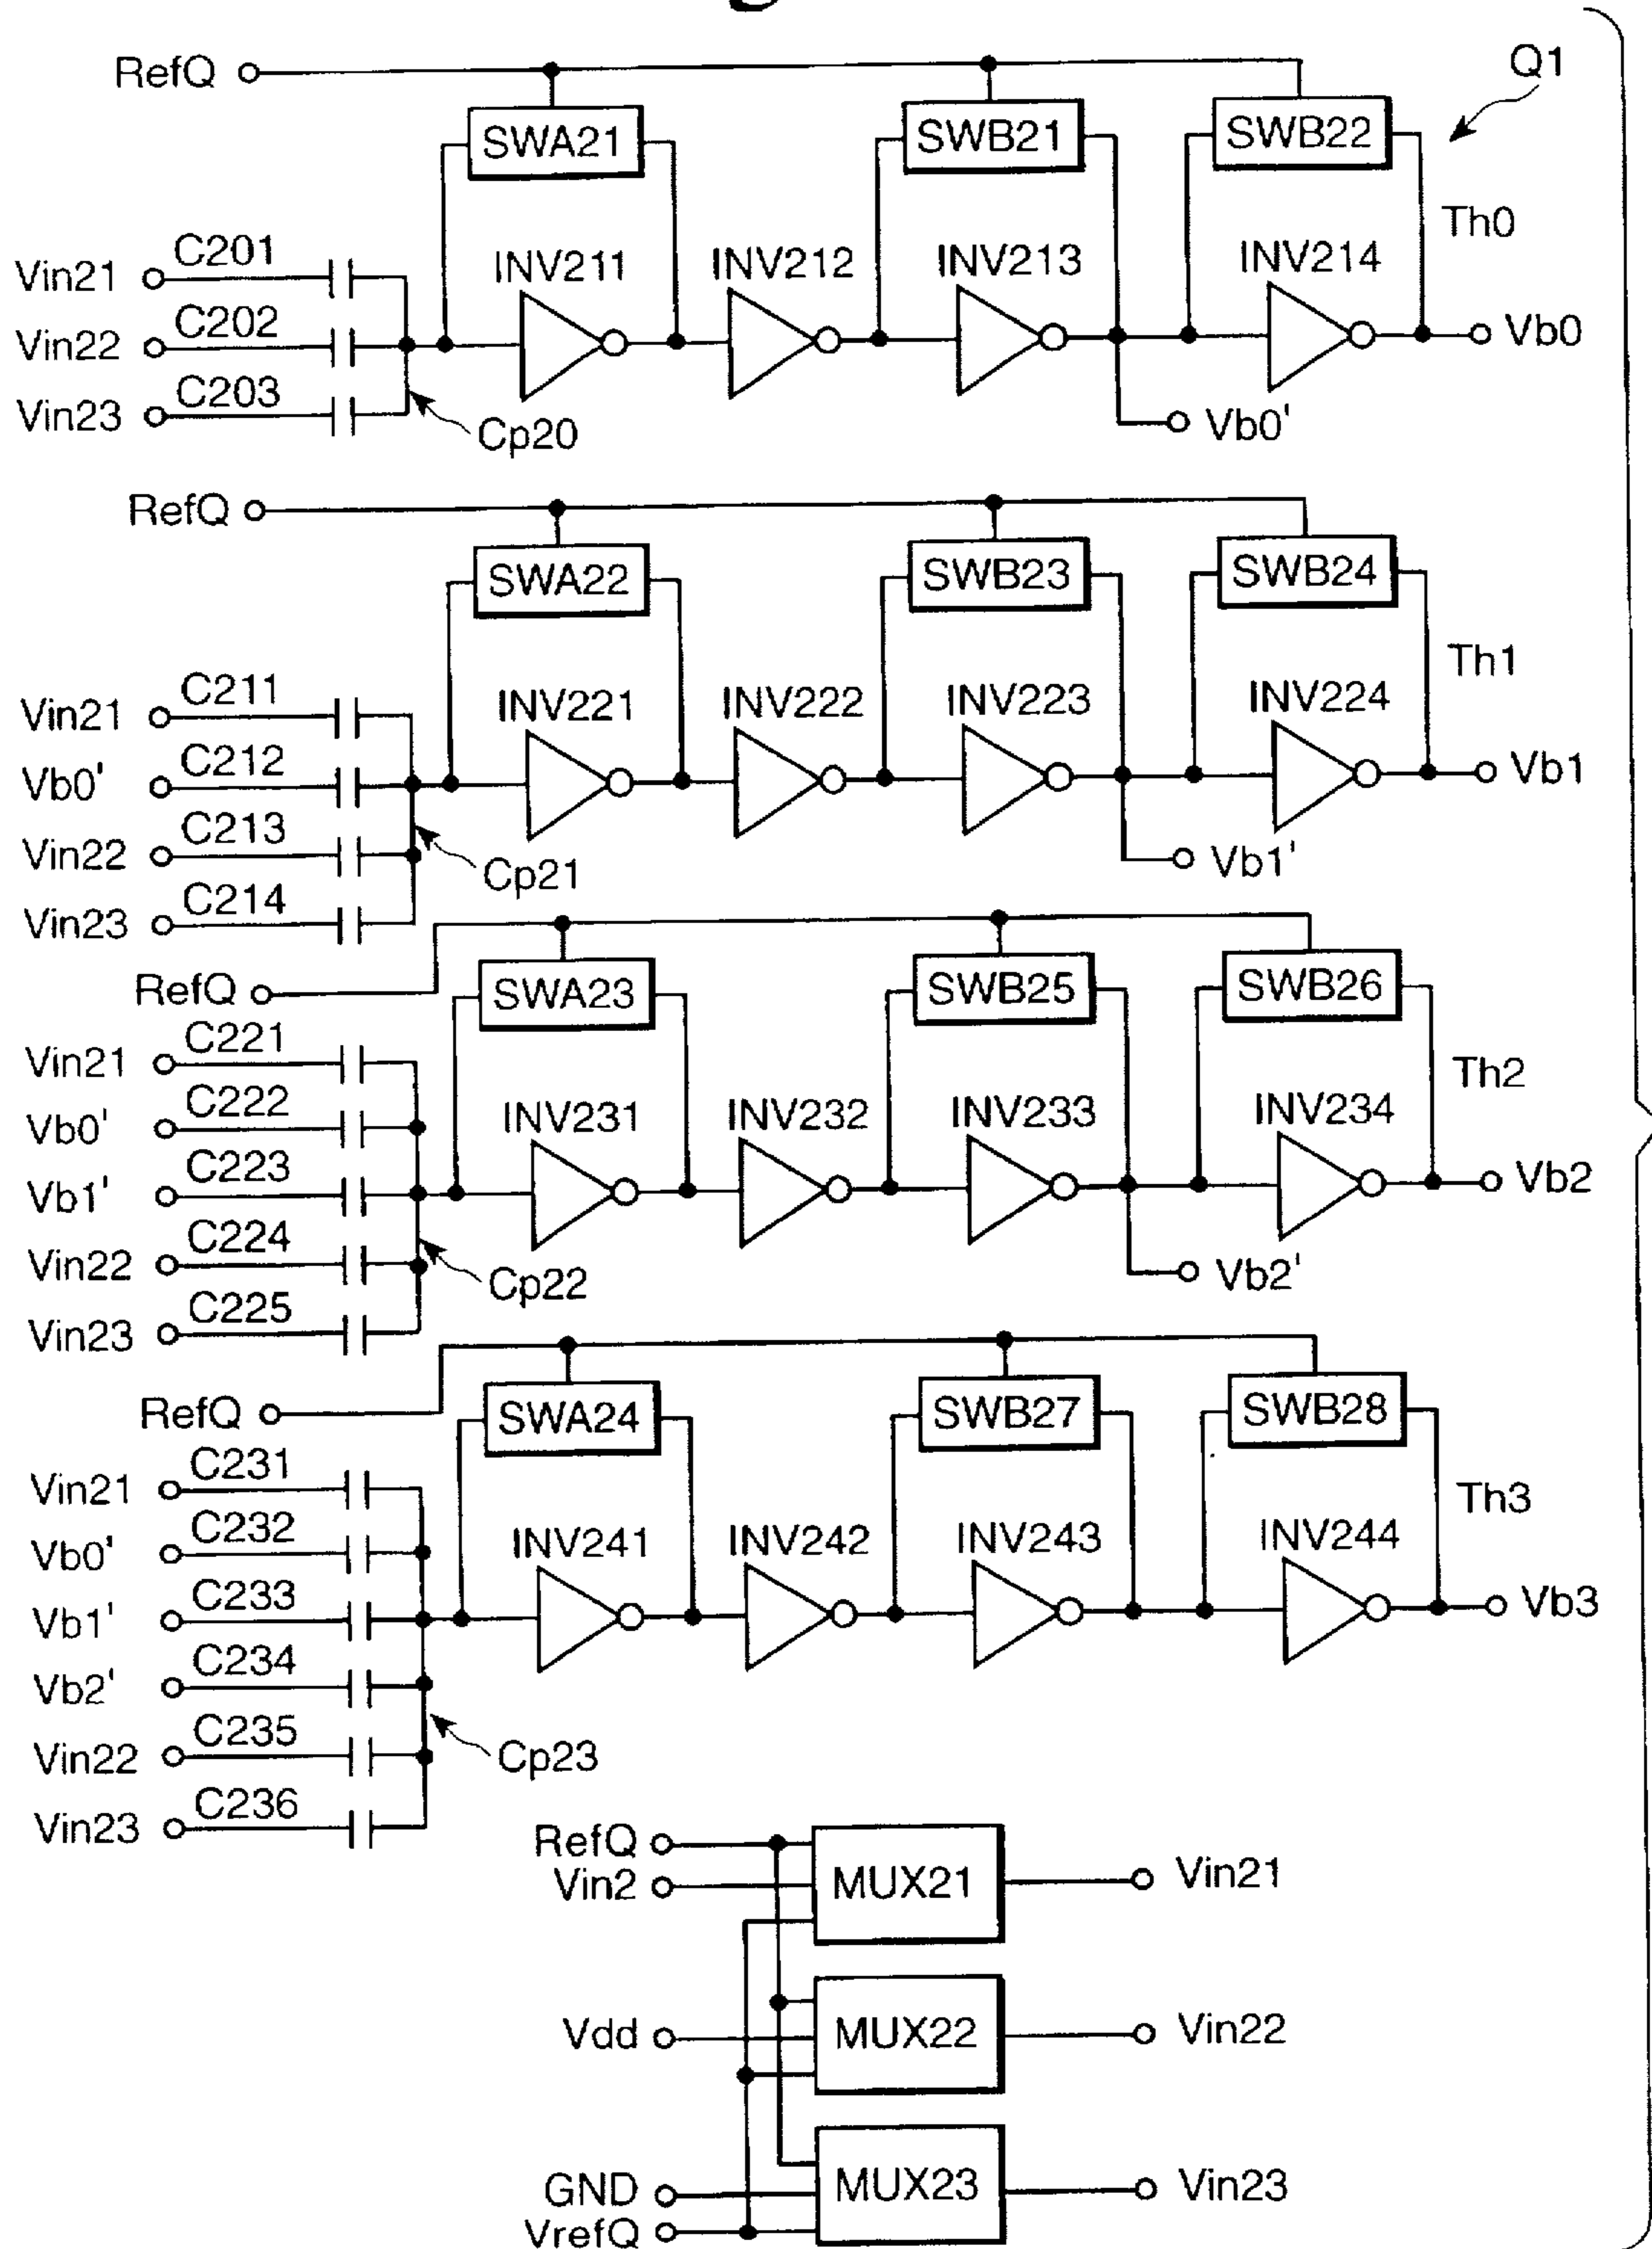 RefQ
Q1
SWA21
SWB21
SWB22
Th0
C201
Vin21
INV211
INV212
INV213
INV214
C202
Vin22
Vb0
C203
Vin23
Cp20
Vb0'
RefQ
SWA22
SWB23
SWB24
Th1
C211
Vin21
INV221
INV222
INV223
INV224
C212
Vb0'
Vb1
C213
Vin22
Cp21
Vb1'
C214
Vin23
RefQ
SWA23
SWB25
SWB26
C221
Vin21
Th2
C222
Vb0'
INV231
INV232
INV233
INV234
C223
Vb1'
Vb2
C224
Vin22
Cp22
Vb2'
C225
Vin23
RefQ
SWA24
SWB27
SWB28
C231
Vin21
Th3
C232
Vb0'
INV241
INV242
INV243
INV244
C233
Vb1'
Vb3
C234
Vb2'
C235
Vin22
Cp23
C236
Vin23
RefQ
Vin2
MUX21
Vin21
Vdd
MUX22
Vin22
GND
MUX23
Vin23
VrefQ